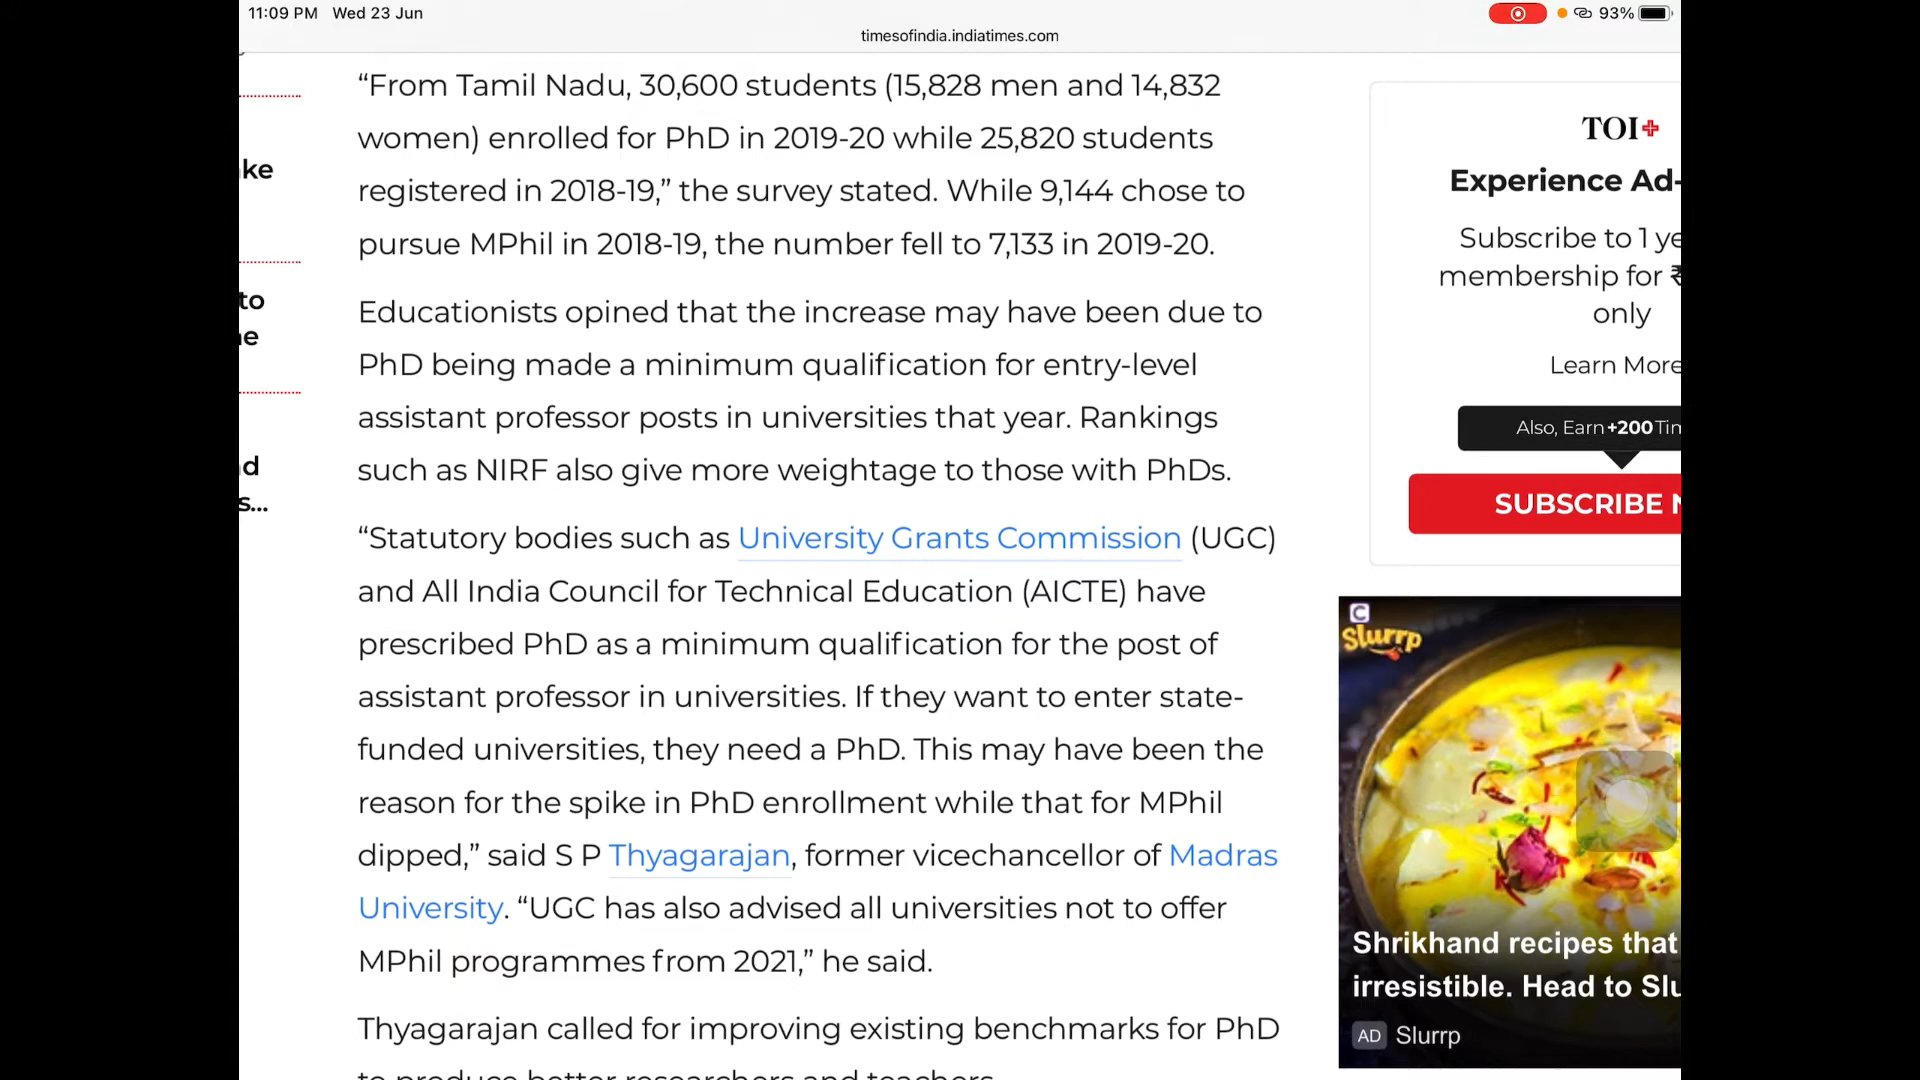 11:09 PM Wed 23 Jun
93%
timesofindia.indiatimes.com
“From Tamil Nadu, 30,600 students (15,828 men and 14,832
women) enrolled for PhD in 2019-20 while 25,820 students
registered in 2018-19,” the survey stated. While 9,144 chose to
pursue MPhil in 2018-19, the number fell to 7,133 in 2019-20.
Educationists opined that the increase may have been due to
PhD being made a minimum qualification for entry-level
assistant professor posts in universities that year. Rankings
such as NIRF also give more weightage to those with PhDs.
“Statutory bodies such as University Grants Commission (UGC)
and All India Council for Technical Education (AICTE) have
prescribed PhD as a minimum qualification for the post of
assistant professor in universities. If they want to enter state-
funded universities, they need a PhD. This may have been the
reason for the spike in PhD enrollment while that for MPhil
dipped,” said S P Thyagarajan, former vicechancellor of Madras
University. “UGC has also advised all universities not to offer
MPhil programmes from 2021,” he said.
Thyagarajan called for improving existing benchmarks for PhD
to produce better researchers and teachers.
to
TOI+
Experience Ad-
Subscribe to 1
membership for ₹
only
Learn More
Also, Earn +200
SUBSCRIBE
Slurrp
Shrikhand recipes that
irresistible. Head to
AD Slurrp